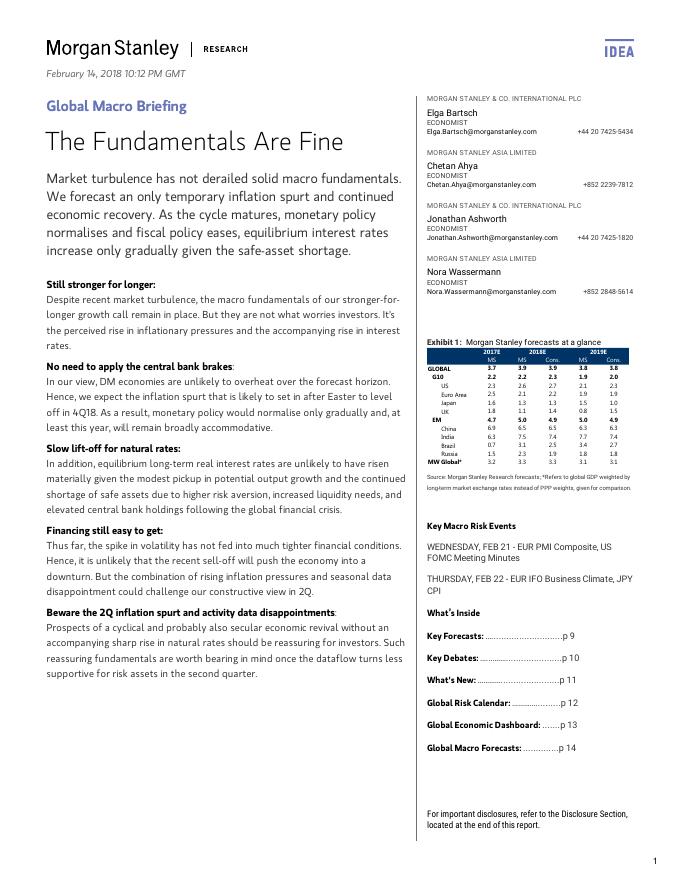 Morgan Stanley | RESEARCH
IDEA
February 14, 2018 10:12 PM GMT
Global Macro Briefing
The Fundamentals Are Fine
Market turbulence has not derailed solid macro fundamentals.
We forecast an only temporary inflation spurt and continued
economic recovery. As the cycle matures, monetary policy
normalises and fiscal policy eases, equilibrium interest rates
increase only gradually given the safe-asset shortage.
Still stronger for longer:
Despite recent market turbulence, the macro fundamentals of our stronger-for-
longer growth call remain in place. But they are not what worries investors. It's
the perceived rise in inflationary pressures and the accompanying rise in interest
rates.
No need to apply the central bank brakes:
In our view, DM economies are unlikely to overheat over the forecast horizon.
Hence, we expect the inflation spurt that is likely to set in after Easter to level
off in 4Q18. As a result, monetary policy would normalise only gradually and, at
least this year, will remain broadly accommodative.
Slow lift-off for natural rates:
In addition, equilibrium long-term real interest rates are unlikely to have risen
materially given the modest pickup in potential output growth and the continued
shortage of safe assets due to higher risk aversion, increased liquidity needs, and
elevated central bank holdings following the global financial crisis.
Financing still easy to get:
Thus far, the spike in volatility has not fed into much tighter financial conditions.
Hence, it is unlikely that the recent sell-off will push the economy into a
downturn. But the combination of rising inflation pressures and seasonal data
disappointment could challenge our constructive view in 2Q.
Beware the 2Q inflation spurt and activity data disappointments:
Prospects of a cyclical and probably also secular economic revival without an
accompanying sharp rise in natural rates should be reassuring for investors. Such
reassuring fundamentals are worth bearing in mind once the dataflow turns less
supportive for risk assets in the second quarter.
MORGAN STANLEY & CO. INTERNATIONAL PLC
Elga Bartsch
ECONOMIST
Elga.Bartsch@morganstanley.com +44 20 7425-5434
MORGAN STANLEY ASIA LIMITED
Chetan Ahya
ECONOMIST
Chetan.Ahya@morganstanley.com +852 2239-7812
MORGAN STANLEY & CO. INTERNATIONAL PLC
Jonathan Ashworth
ECONOMIST
Jonathan.Ashworth@morganstanley.com +44 20 7425-1820
MORGAN STANLEY ASIA LIMITED
Nora Wassermann
ECONOMIST
Nora.Wassermann@morganstanley.com +852 2848-5614
Exhibit 1: Morgan Stanley forecasts at a glance
2017E 2018E 2019E
MS MS Cons. MS Cons.
GLOBAL 3.7 3.9 3.9 3.8 3.8
G10 2.2 2.2 2.3 1.9 2.0
US 2.3 2.6 2.7 2.1 2.3
Euro Area 2.5 2.1 2.2 1.9 1.9
Japan 1.6 1.3 1.3 1.5 1.0
UK 1.8 1.1 1.4 0.8 1.5
EM 4.7 5.0 4.9 5.0 4.9
China 6.9 6.5 6.5 6.3 6.3
India 6.3 7.5 7.4 7.7 7.4
Brazil 0.7 3.1 2.5 3.4 2.7
Russia 1.5 2.3 1.9 1.8 1.8
MW Global* 3.2 3.3 3.3 3.1 3.1
Source: Morgan Stanley Research forecasts; *Refers to global GDP weighted by
long-term market exchange rates instead of PPP weights, given for comparison.
Key Macro Risk Events
WEDNESDAY, FEB 21 - EUR PMI Composite, US
FOMC Meeting Minutes
THURSDAY, FEB 22 - EUR IFO Business Climate, JPY
CPI
What's Inside
Key Forecasts: ..............................p 9
Key Debates: ...............................p 10
What's New: ................................p 11
Global Risk Calendar: ...................p 12
Global Economic Dashboard: .......p 13
Global Macro Forecasts: ..............p 14
For important disclosures, refer to the Disclosure Section,
located at the end of this report.
1